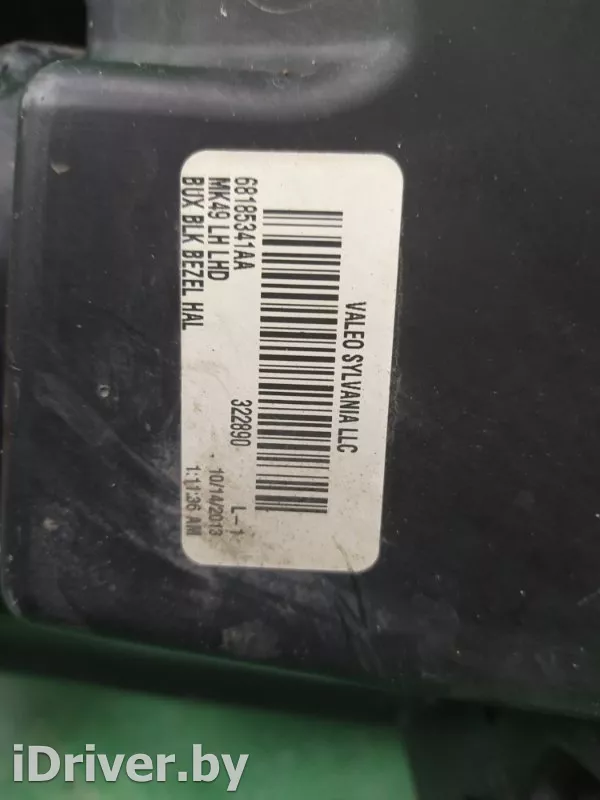 VALEO SYLVANIA LLC
68185341AA
322890
L-1
MK49 LH LHD
10/14/2013
BUX BLK BEZEL HAL
1:11:36 AM
iDriver.by